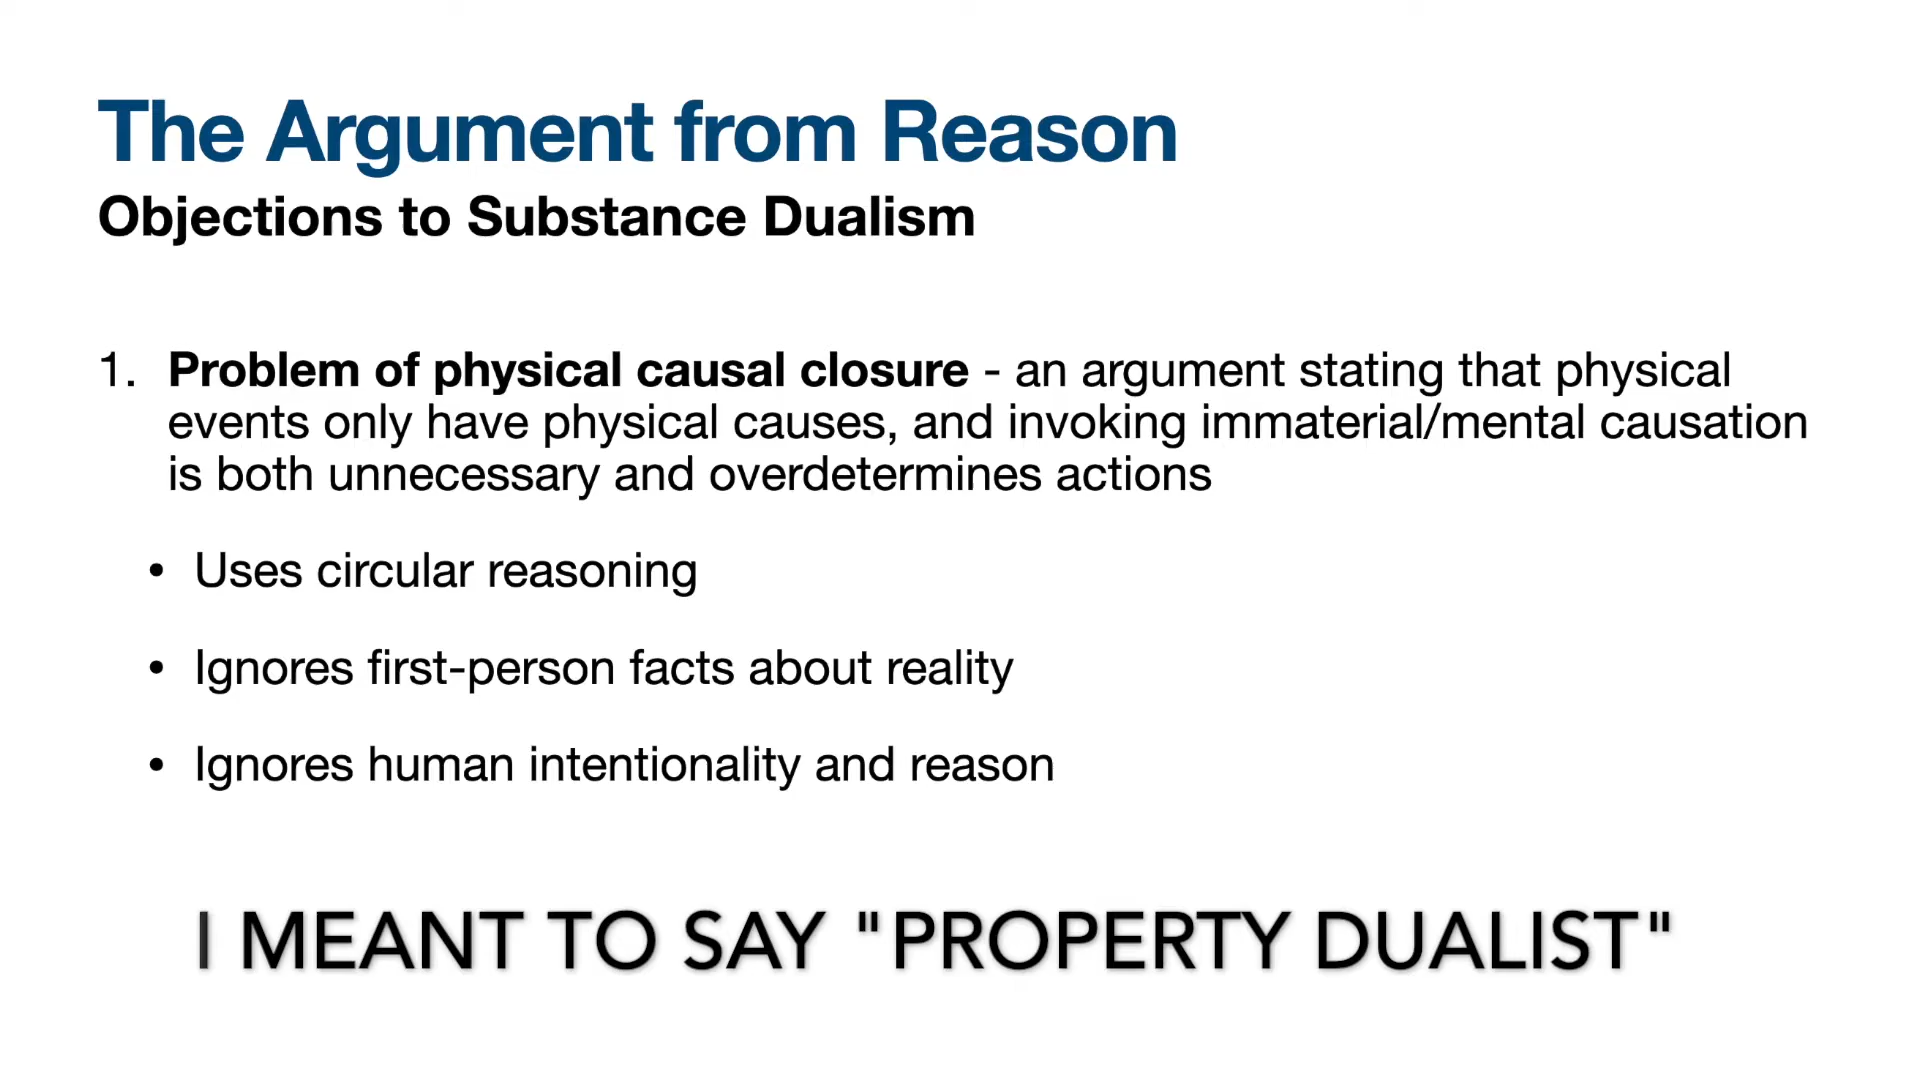 The Argument from Reason
Objections to Substance Dualism
1. Problem of physical causal closure - an argument stating that physical
events only have physical causes, and invoking immaterial/mental causation
is both unnecessary and overdetermines actions
• Uses circular reasoning
• Ignores first-person facts about reality
• Ignores human intentionality and reason
I MEANT TO SAY "PROPERTY DUALIST"